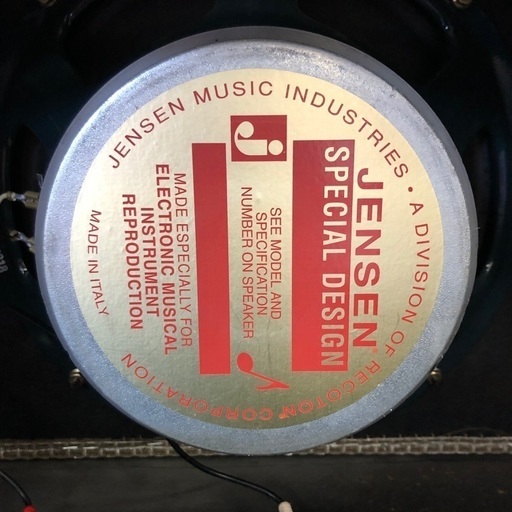 JENSEN MUSIC INDUSTRIES • A DIVISION OF RECOTON CORPORATION
j
JENSEN®
SPECIAL DESIGN
SEE MODEL AND
SPECIFICATION
NUMBER ON SPEAKER
MADE ESPECIALLY FOR
ELECTRONIC MUSICAL
INSTRUMENT
REPRODUCTION
MADE IN ITALY